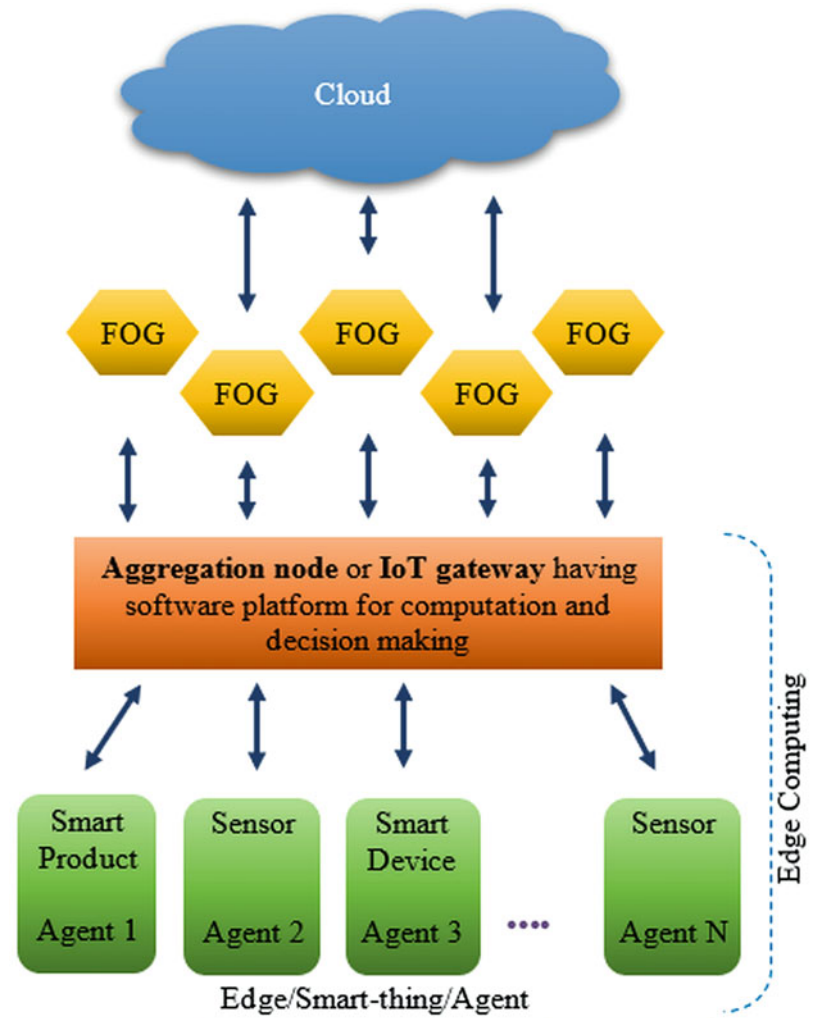 Cloud
FOG
FOG
FOG
FOG
FOG
Aggregation node or IoT gateway having
software platform for computation and
decision making
Smart
Product
Agent 1
Sensor
Agent 2
Smart
Device
Agent 3
....
Sensor
Agent N
Edge/Smart-thing/Agent
Edge Computing